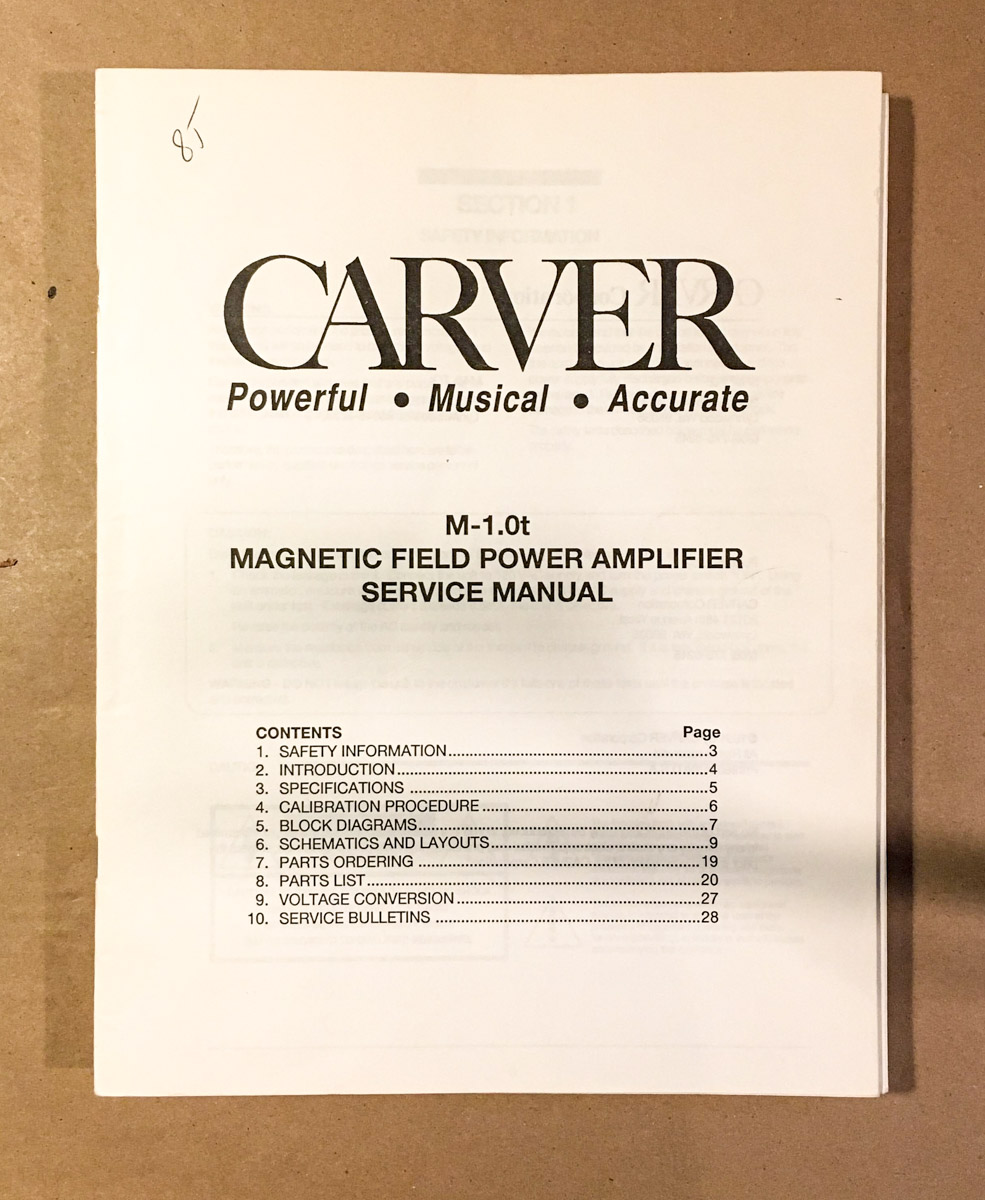 85
CARVER
Powerful • Musical • Accurate
M-1.0t
MAGNETIC FIELD POWER AMPLIFIER
SERVICE MANUAL
CONTENTS Page
1. SAFETY INFORMATION 3
2. INTRODUCTION 4
3. SPECIFICATIONS 5
4. CALIBRATION PROCEDURE 6
5. BLOCK DIAGRAMS 7
6. SCHEMATICS AND LAYOUTS 9
7. PARTS ORDERING 19
8. PARTS LIST 20
9. VOLTAGE CONVERSION 27
10. SERVICE BULLETINS 28